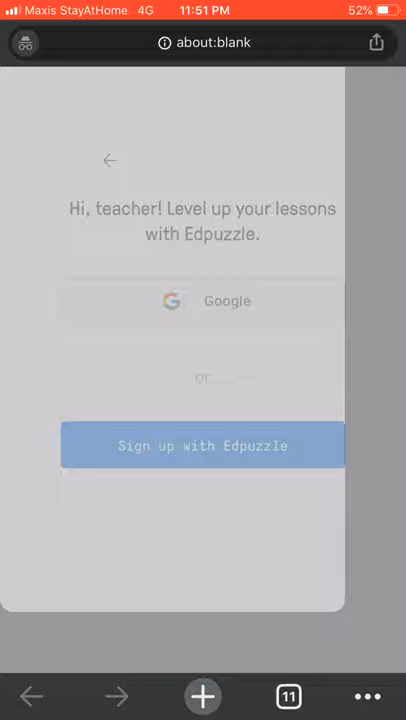 Maxis StayAtHome 4G 11:51 PM 52%
about:blank
Hi, teacher! Level up your lessons
with Edpuzzle.
Google
or
Sign up with Edpuzzle
11